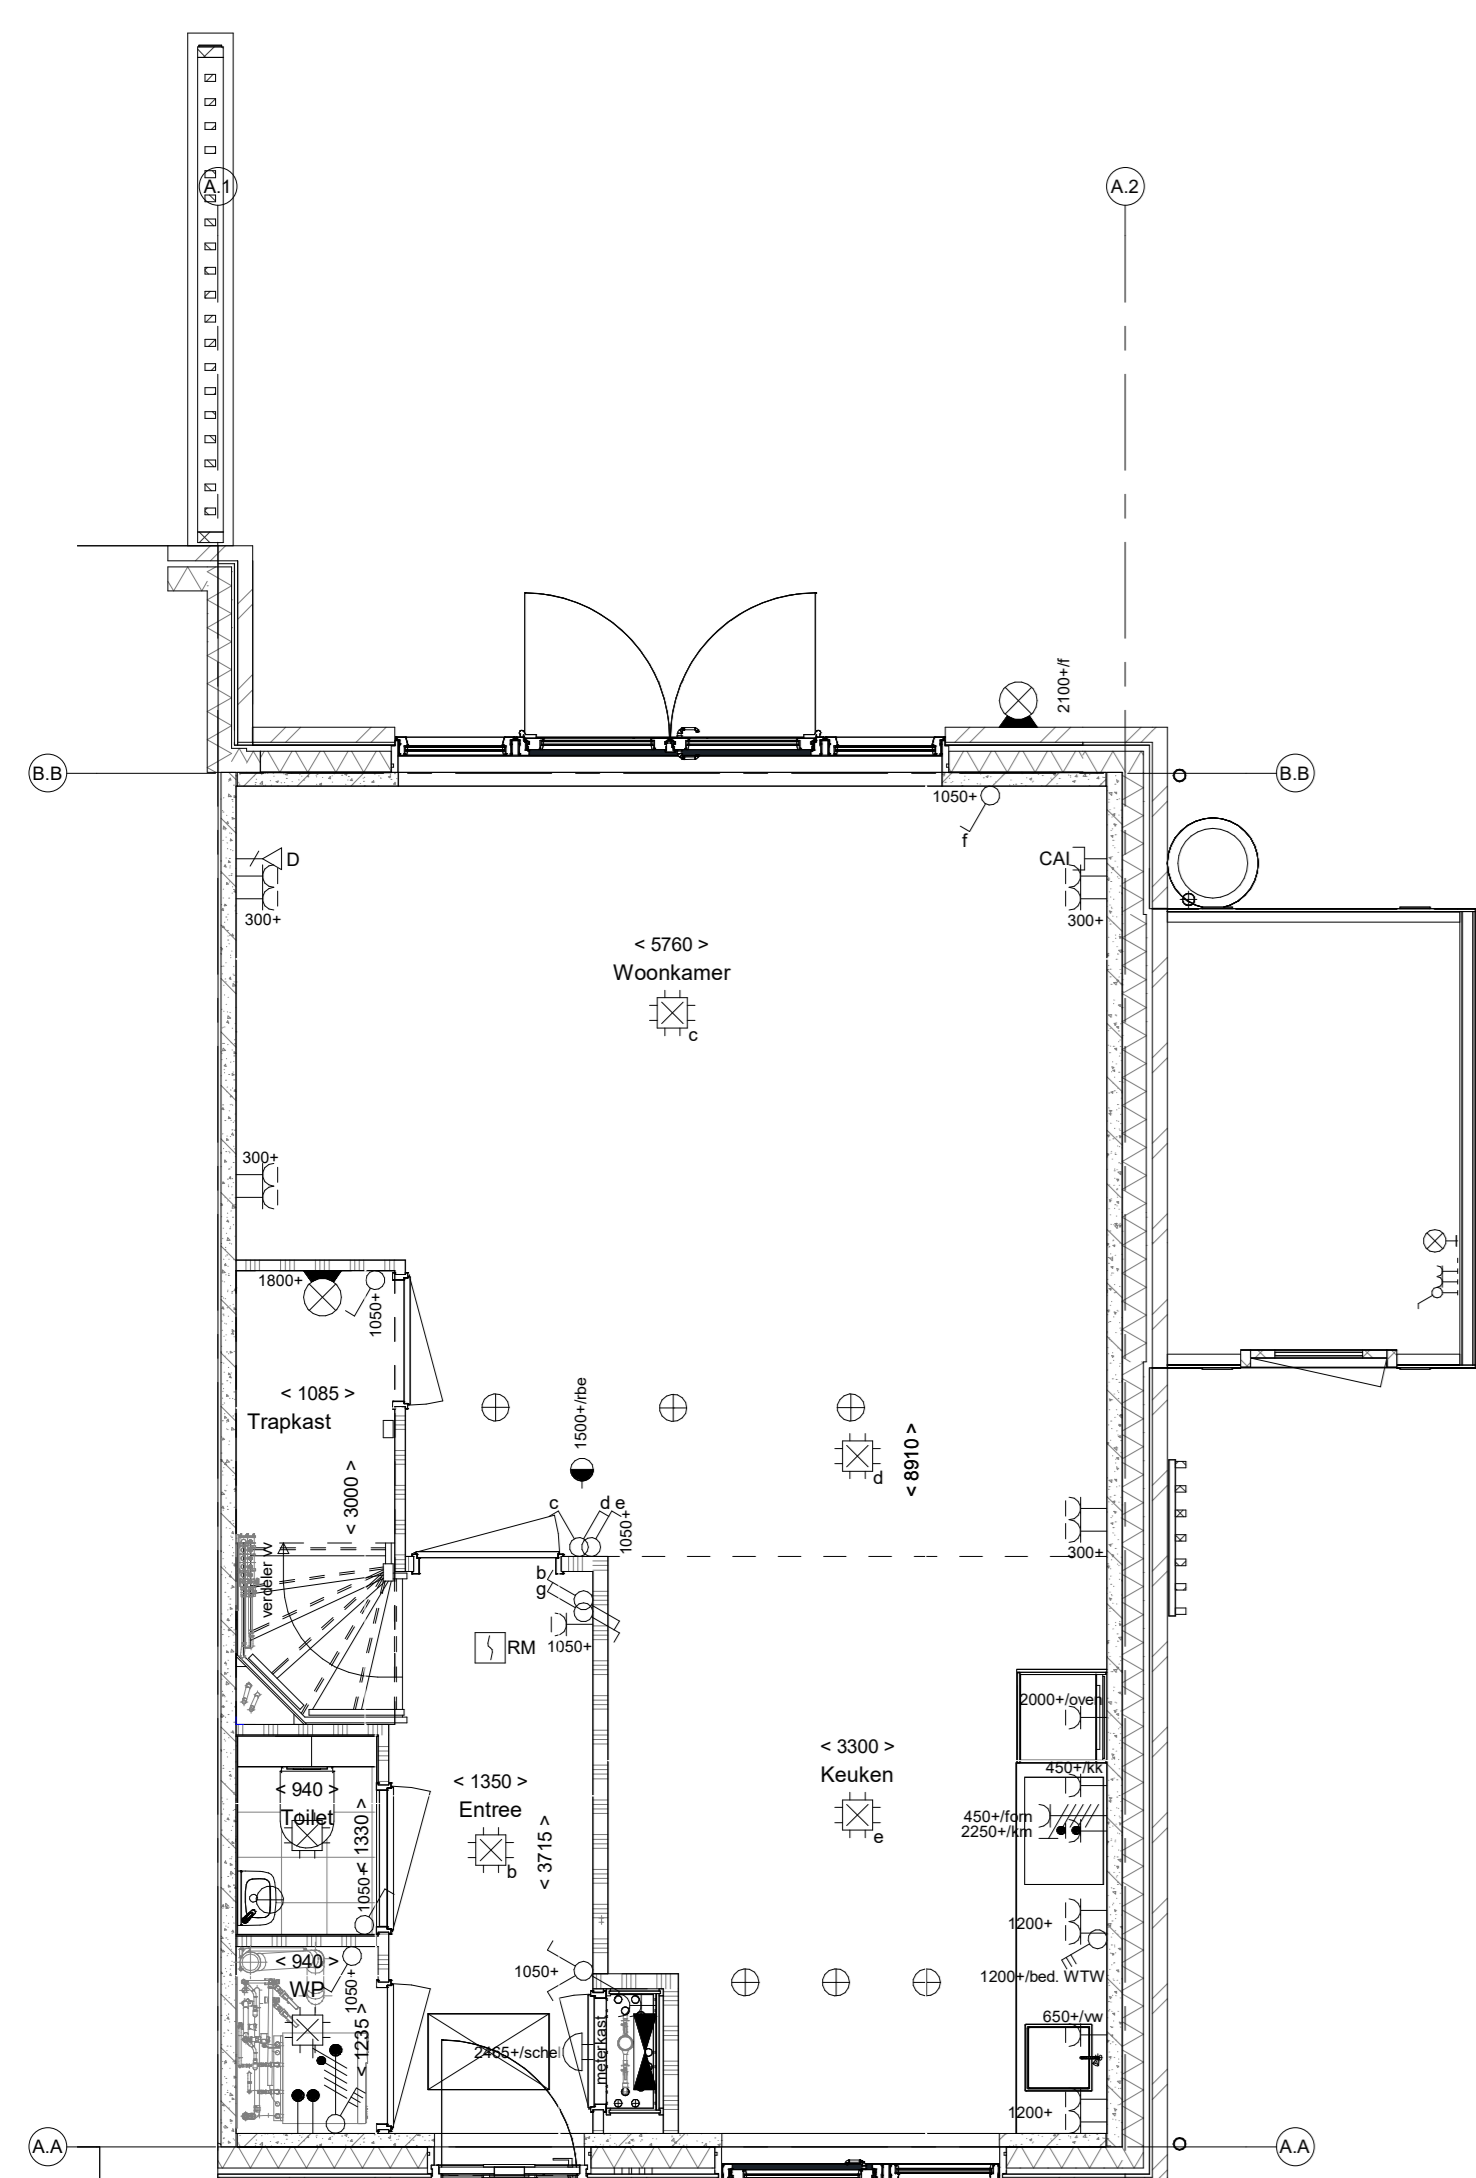 A.1
A.2
2100+/f
B.B
B.B
1050+
f
D
300+
CAI
300+
< 5760 >
Woonkamer
c
300+
1800+
1050+
< 1085 >
Trapkast
< 3000 >
1500+/rbe
d
< 8910 >
c
d e
1050+
300+
verdeler vv
b
g
1050+
RM
2000+/oven
< 3300 >
Keuken
e
450+/kk
450+/forn
2250+/km
< 940 >
Toilet
< 1330 >
1050+
< 1350 >
Entree
b
< 3715 >
1200+
1200+/bed. WTW
< 940 >
WP
1050+
< 1235 >
1050+
meterkast
2465+/schel
650+/vw
1200+
A.A
A.A